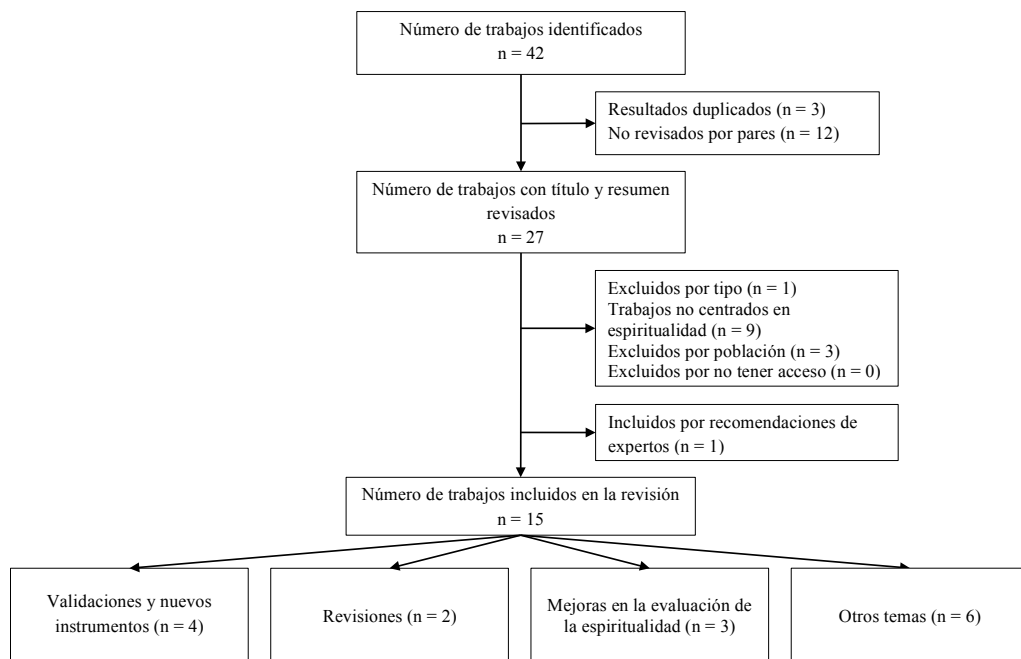 Número de trabajos identificados
n = 42
Resultados duplicados (n = 3)
No revisados por pares (n = 12)
Número de trabajos con título y resumen
revisados
n = 27
Excluidos por tipo (n = 1)
Trabajos no centrados en
espiritualidad (n = 9)
Excluidos por población (n = 3)
Excluidos por no tener acceso (n = 0)
Incluidos por recomendaciones de
expertos (n = 1)
Número de trabajos incluidos en la revisión
n = 15
Validaciones y nuevos
instrumentos (n = 4)
Revisiones (n = 2)
Mejoras en la evaluación de
la espiritualidad (n = 3)
Otros temas (n = 6)